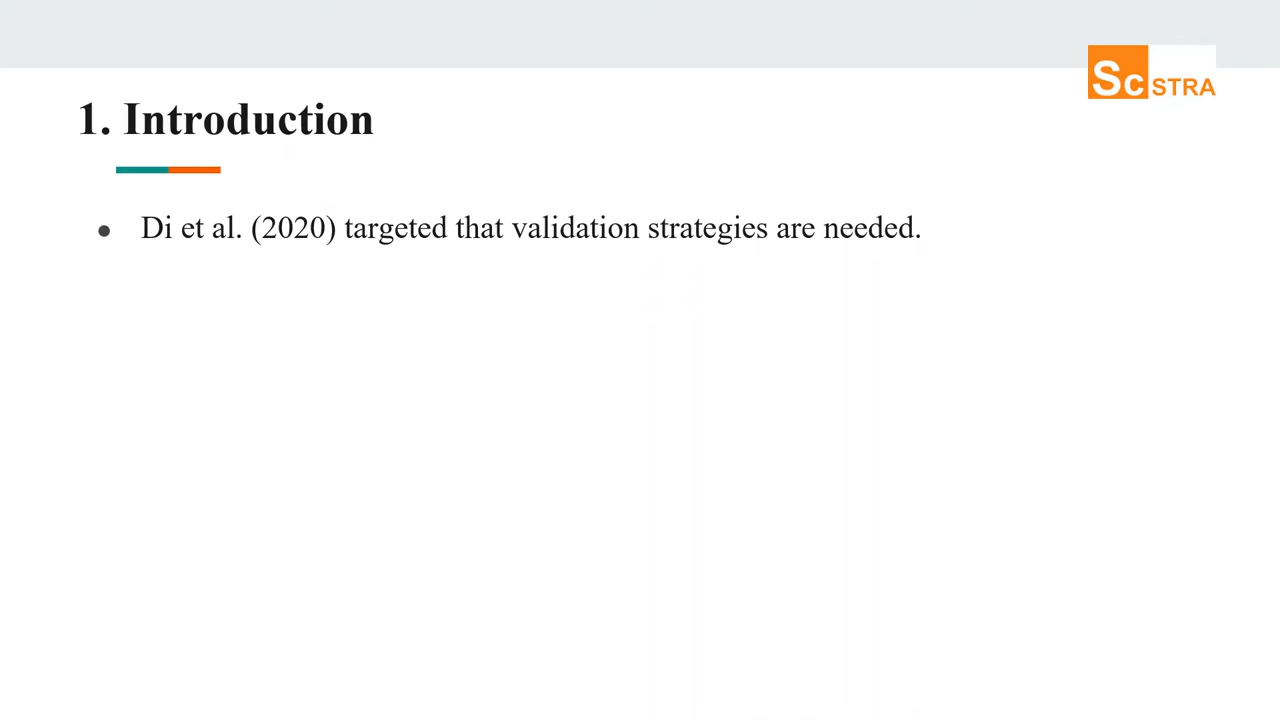 Sc STRA
1. Introduction
● Di et al. (2020) targeted that validation strategies are needed.